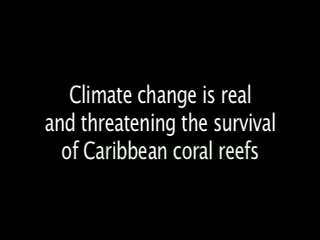 Climate change is real
and threatening the survival
of Caribbean coral reefs